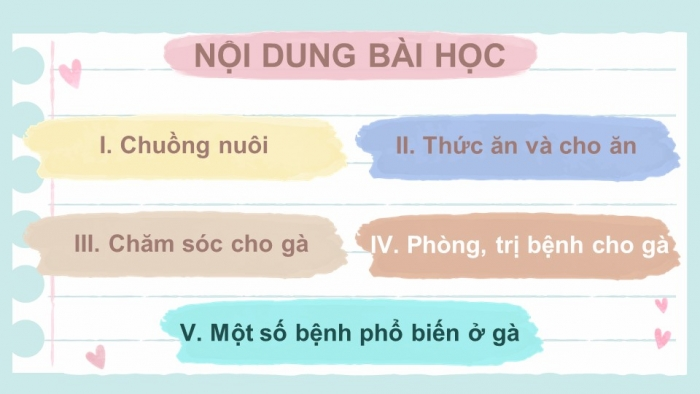 NỘI DUNG BÀI HỌC
I. Chuồng nuôi
II. Thức ăn và cho ăn
III. Chăm sóc cho gà
IV. Phòng, trị bệnh cho gà
V. Một số bệnh phổ biến ở gà